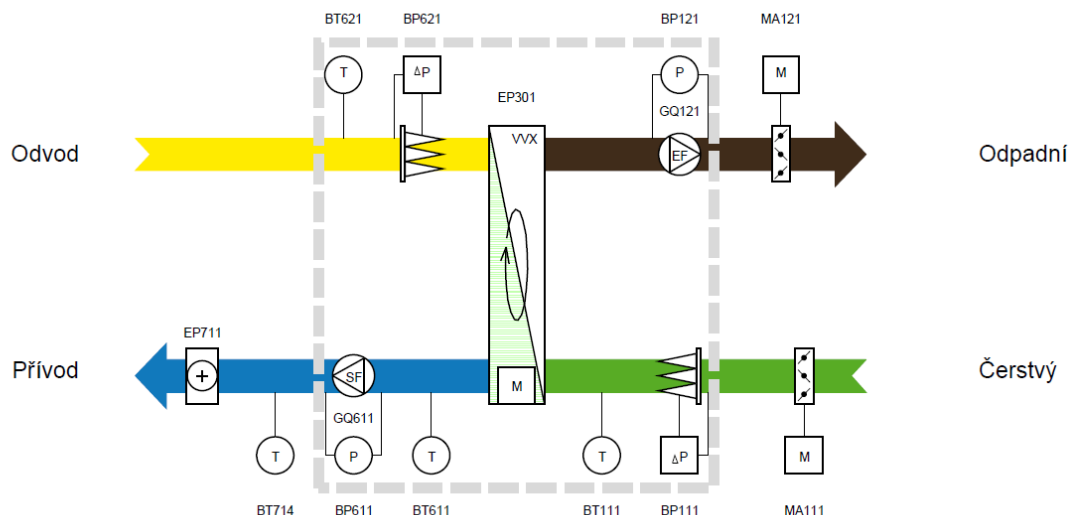 BT621 BP621 BP121 MA121
T ΔP P M
EP301
GQ121
VVX
Odvod EF Odpadní
EP711
Přívod + SF M Čerstvý
GQ611
T P T T ΔP M
BT714 BP611 BT611 BT111 BP111 MA111